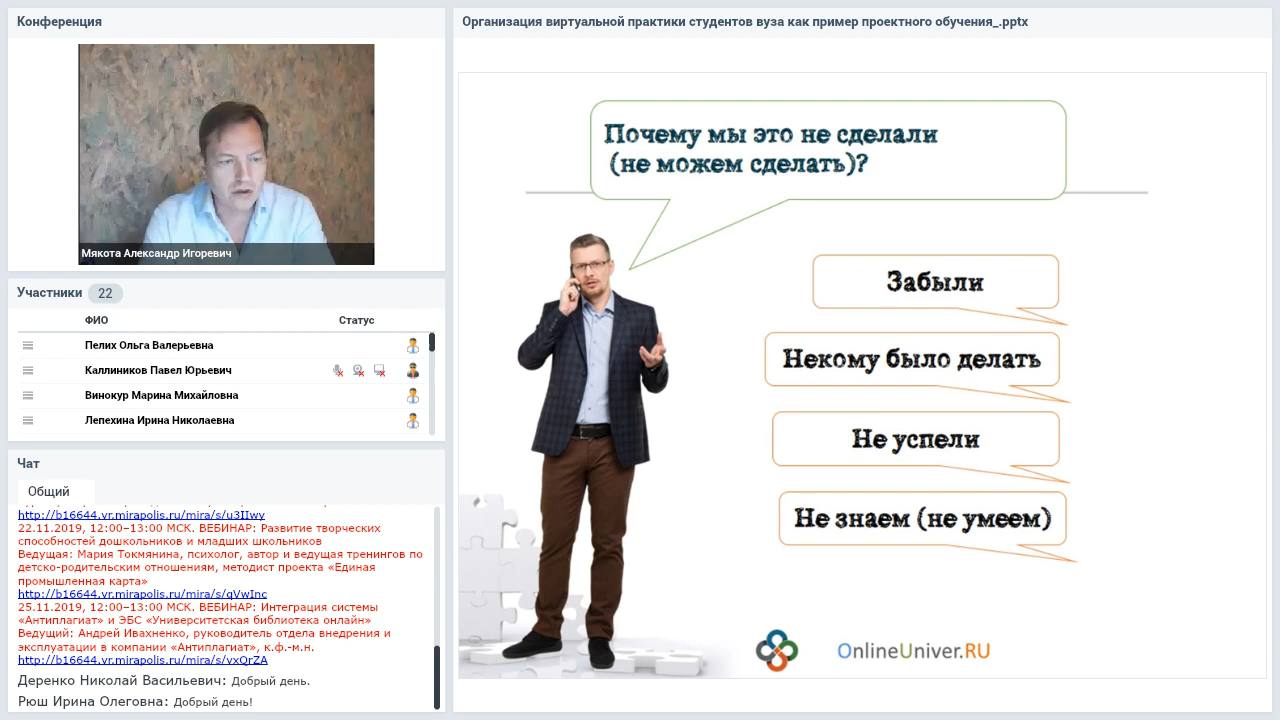 Конференция
Мякота Александр Игоревич
Участники 22
ФИО Статус
Пелих Ольга Валерьевна
Каллиников Павел Юрьевич
Винокур Марина Михайловна
Лепехина Ирина Николаевна
Чат
Общий
http://b16644.vr.mirapolis.ru/mira/s/u3IIwy
22.11.2019, 12:00–13:00 МСК. ВЕБИНАР: Развитие творческих
способностей дошкольников и младших школьников
Ведущая: Мария Токмянина, психолог, автор и ведущая тренингов по
детско-родительским отношениям, методист проекта «Единая
промышленная карта»
http://b16644.vr.mirapolis.ru/mira/s/qVwInc
25.11.2019, 12:00–13:00 МСК. ВЕБИНАР: Интеграция системы
«Антиплагиат» и ЭБС «Университетская библиотека онлайн»
Ведущий: Андрей Ивахненко, руководитель отдела внедрения и
эксплуатации в компании «Антиплагиат», к.ф.-м.н.
http://b16644.vr.mirapolis.ru/mira/s/vxQrZA
Деренко Николай Васильевич: Добрый день.
Рюш Ирина Олеговна: Добрый день!
Организация виртуальной практики студентов вуза как пример проектного обучения_.pptx
Почему мы это не сделали
(не можем сделать)?
Забыли
Некому было делать
Не успели
Не знаем (не умеем)
OnlineUniver.RU